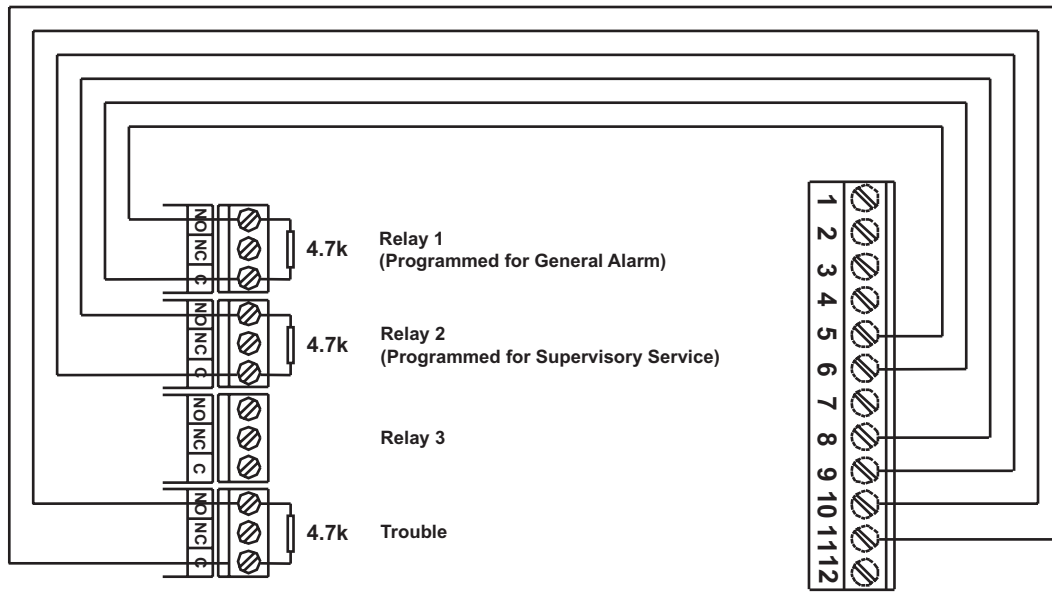 NO
NC
C
4.7k
Relay 1
(Programmed for General Alarm)
NO
NC
C
4.7k
Relay 2
(Programmed for Supervisory Service)
NO
NC
C
Relay 3
NO
NC
C
4.7k
Trouble
1
2
3
4
5
6
7
8
9
10
11
12